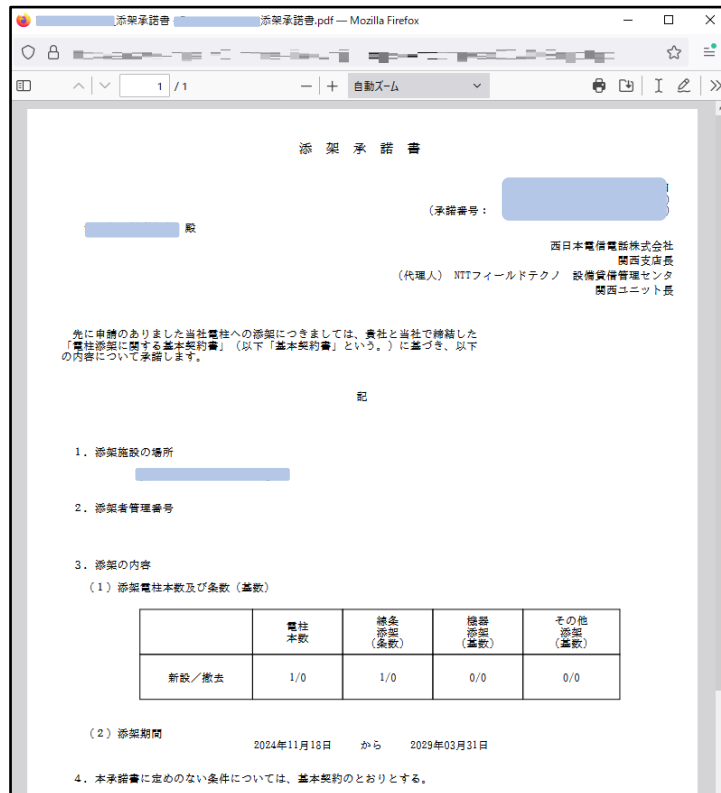 添架承諾書
添架承諾書.pdf — Mozilla Firefox
1 / 1
自動ズーム
添 架 承 諾 書
(承諾番号：
殿
西日本電信電話株式会社
関西支店長
(代理人) NTTフィールドテクノ 設備賃借管理センタ
関西ユニット長
先に申請のありました当社電柱への添架につきましては、貴社と当社で締結した
「電柱添架に関する基本契約書」（以下「基本契約書」という。）に基づき、以下
の内容について承諾します。
記
1．添架施設の場所
2．添架者管理番号
3．添架の内容
（1）添架電柱本数及び条数（基数）
電柱
本数
線条
添架
（条数）
機器
添架
（基数）
その他
添架
（基数）
新設／撤去
1/0
1/0
0/0
0/0
（2）添架期間
2024年11月18日 から 2029年03月31日
4．本承諾書に定めのない条件については、基本契約のとおりとする。